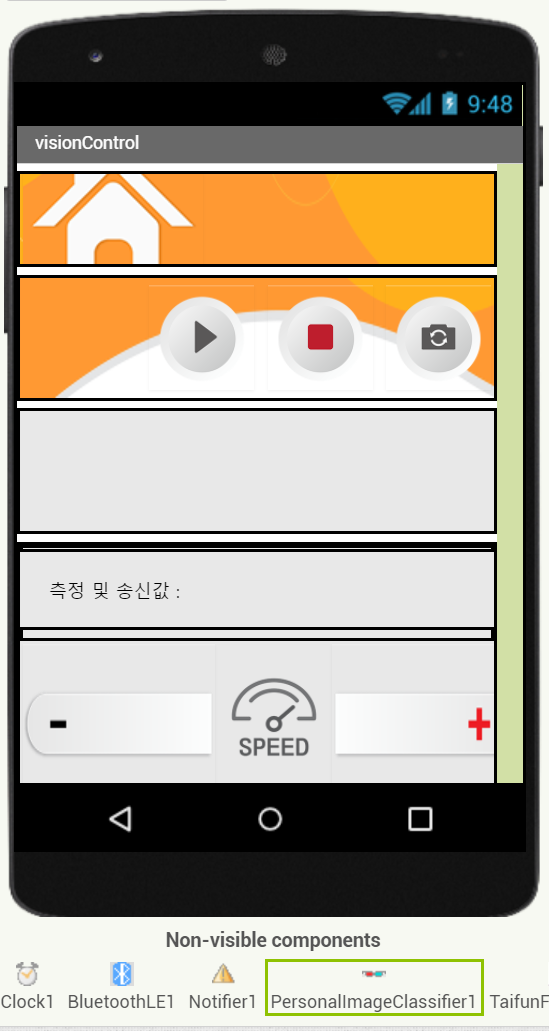 9:48
visionControl
측정 및 송신값 :
-
SPEED
+
Non-visible components
Clock1 BluetoothLE1 Notifier1 PersonalImageClassifier1 TaifunF